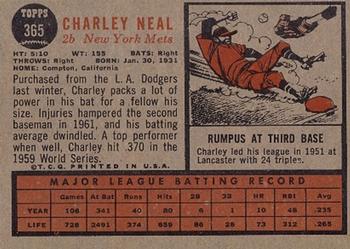 TOPPS
365
CHARLEY NEAL
2b New York Mets
HT: 5:10 WT: 155 BATS: Right
THROWS: Right BORN: Jan. 30, 1931
HOME: Compton, California
Purchased from the L. A. Dodgers
last winter, Charley packs a lot of
power in his bat for a fellow his
size. Injuries hampered the second
baseman in 1961, and his batting
average dwindled. A top performer
when well, Charley hit .370 in the
1959 World Series.
©T.C.G. PRINTED IN U.S.A.
RUMPUS AT THIRD BASE
Charley led his league in 1951 at
Lancaster with 24 triples.
MAJOR LEAGUE BATTING RECORD
Games At Bat Runs Hits 2B 3B HR RBI Avg.
YEAR 106 341 40 80 6 1 10 48 .235
LIFE 728 2491 374 659 86 26 73 312 .265